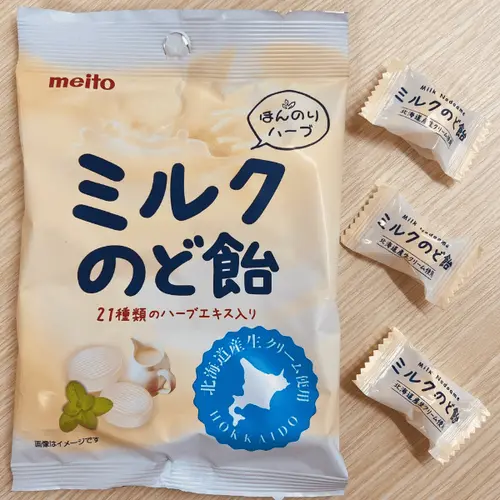 meito
ほんのり
ハーブ
ミルク
のど飴
21種類のハーブエキス入り
北海道産生クリーム使用
HOKKAIDO
画像はイメージです
Milk Nodoame
ミルクのど飴
北海道産生クリーム使用
Milk Nodoame
ミルクのど飴
北海道産生クリーム使用
Milk Nodoame
ミルクのど飴
北海道産生クリーム使用